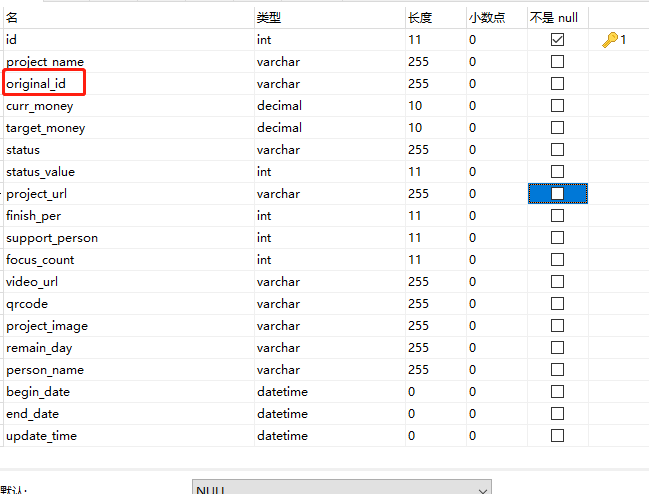 名 类型 长度 小数点 不是 null
id int 11 0 1
project_name varchar 255 0
original_id varchar 255 0
curr_money decimal 10 0
target_money decimal 10 0
status varchar 255 0
status_value int 11 0
project_url varchar 255 0
finish_per int 11 0
support_person int 11 0
focus_count int 11 0
video_url varchar 255 0
qrcode varchar 255 0
project_image varchar 255 0
remain_day varchar 255 0
person_name varchar 255 0
begin_date datetime 0 0
end_date datetime 0 0
update_time datetime 0 0
默认: NULL